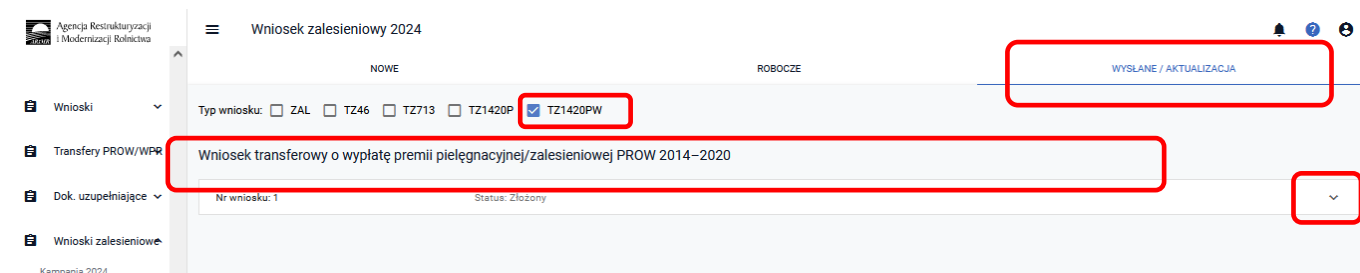 Agencja Restrukturyzacji
i Modernizacji Rolnictwa
Wniosek zalesieniowy 2024
NOWE
ROBOCZE
WYSŁANE / AKTUALIZACJA
Wnioski
Transfery PROW/WPR
Dok. uzupełniające
Wnioski zalesieniowe
Kampania 2024
Typ wniosku: ZAL TZ46 TZ713 TZ1420P TZ1420PW
Wniosek transferowy o wypłatę premii pielęgnacyjnej/zalesieniowej PROW 2014–2020
Nr wniosku: 1 Status: Złożony